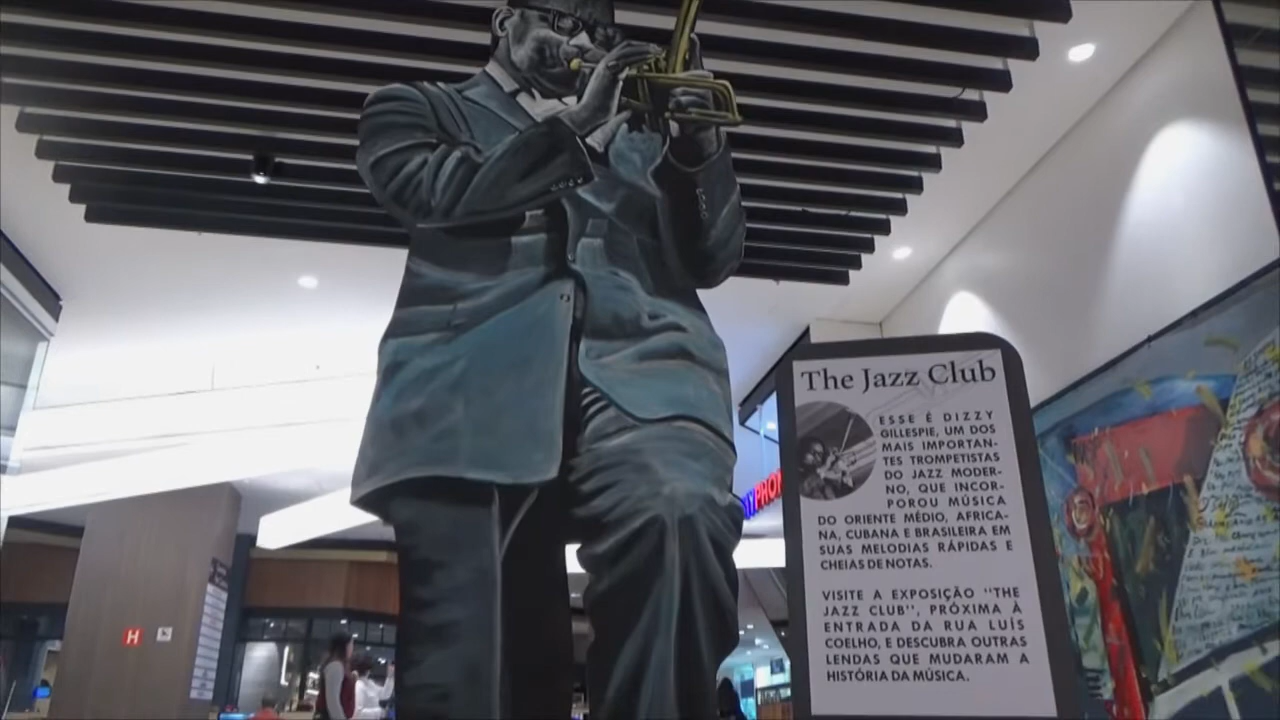 The Jazz Club
ESSE É DIZZY
GILLESPIE, UM DOS
MAIS IMPORTAN-
TES TROMPETISTAS
DO JAZZ MODER-
NO, QUE INCOR-
POROU MÚSICA
DO ORIENTE MÉDIO, AFRICA-
NA, CUBANA E BRASILEIRA EM
SUAS MELODIAS RÁPIDAS E
CHEIAS DE NOTAS.
VISITE A EXPOSIÇÃO "THE
JAZZ CLUB", PRÓXIMA À
ENTRADA DA RUA LUÍS
COELHO, E DESCUBRA OUTRAS
LENDAS QUE MUDARAM A
HISTÓRIA DA MÚSICA.
H